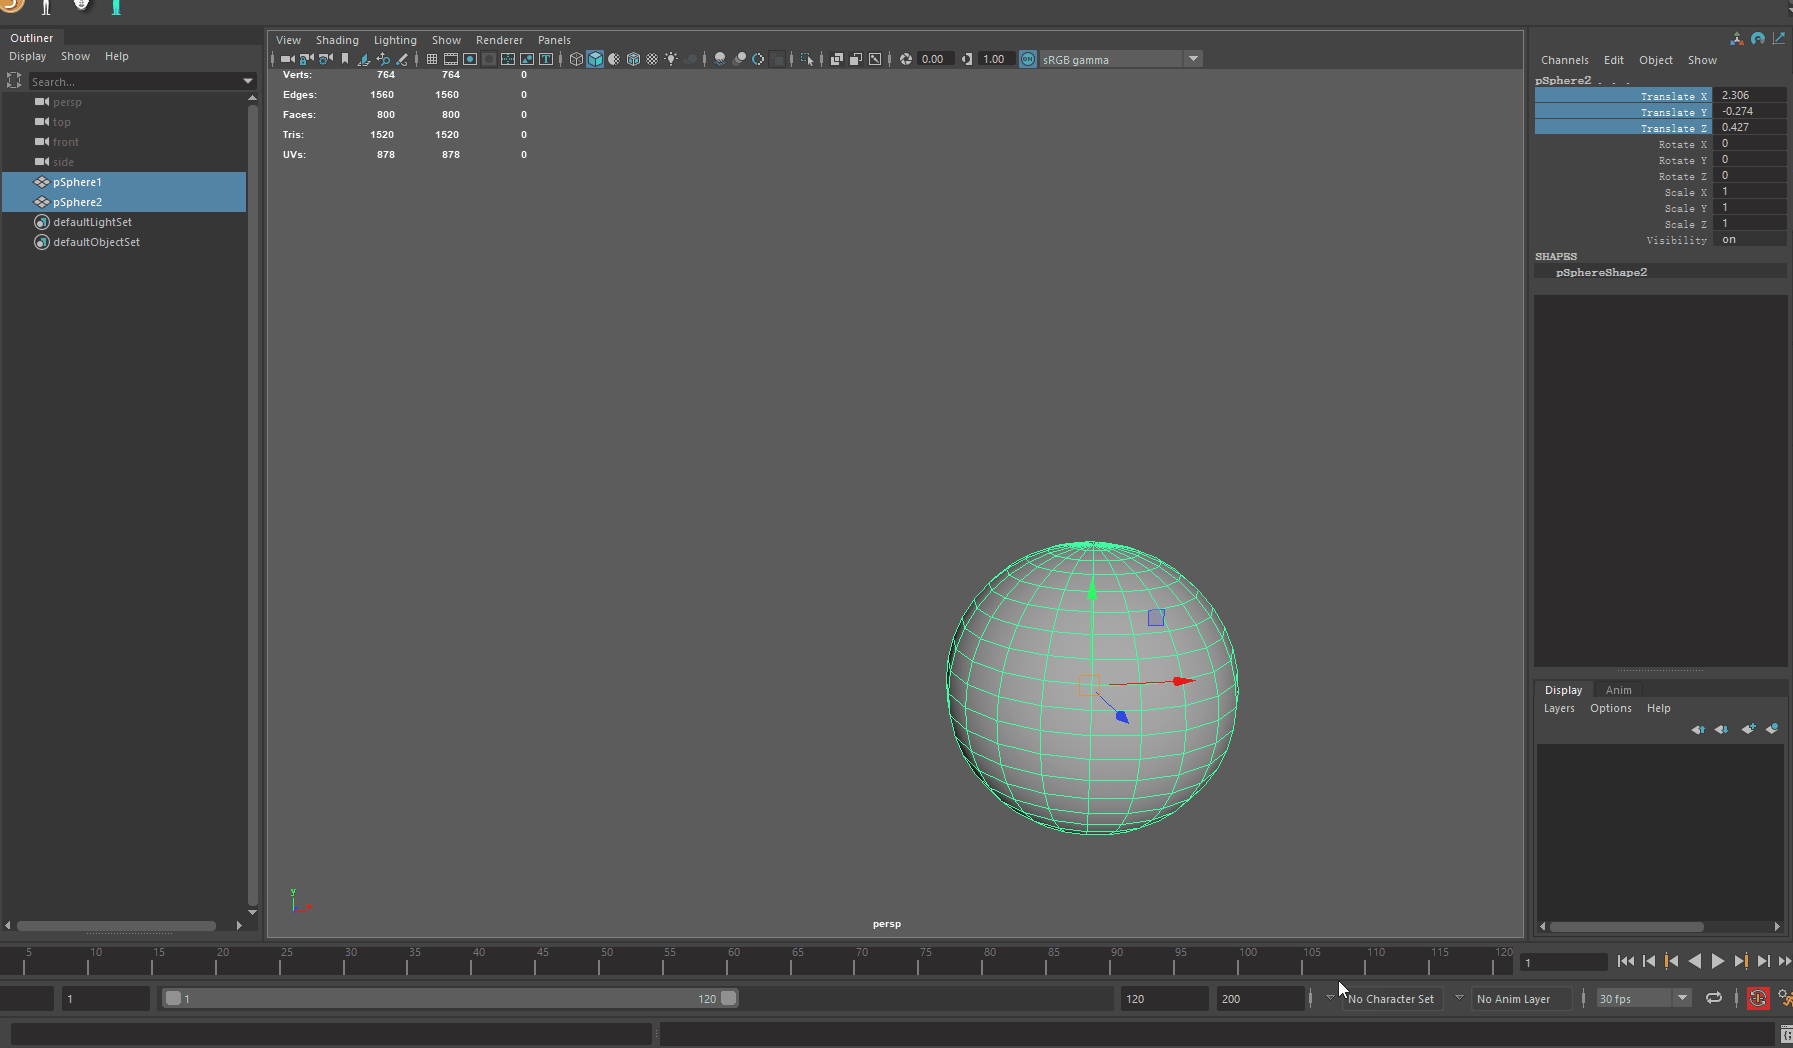 Outliner
Display Show Help
Search...
persp
top
front
side
pSphere1
pSphere2
defaultLightSet
defaultObjectSet
View Shading Lighting Show Renderer Panels
0.00 1.00 ON sRGB gamma
Verts: 764 764 0
Edges: 1560 1560 0
Faces: 800 800 0
Tris: 1520 1520 0
UVs: 878 878 0
y
persp
Channels Edit Object Show
pSphere2 . . .
Translate X 2.306
Translate Y -0.274
Translate Z 0.427
Rotate X 0
Rotate Y 0
Rotate Z 0
Scale X 1
Scale Y 1
Scale Z 1
Visibility on
SHAPES
pSphereShape2
Display Anim
Layers Options Help
5 10 15 20 25 30 35 40 45 50 55 60 65 70 75 80 85 90 95 100 105 110 115 120
1
1 1 120 120 200 No Character Set No Anim Layer 30 fps